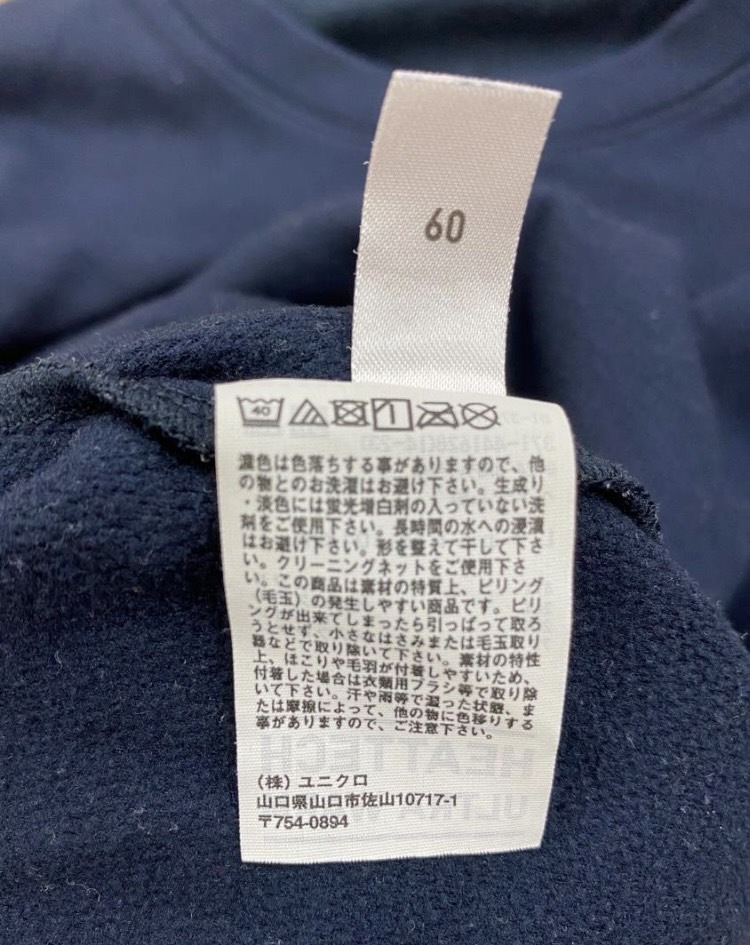 60
40
濃色は色落ちする事がありますので、他
の物とのお洗濯はお避け下さい。生成り
・淡色には蛍光増白剤の入っていない洗
剤をご使用下さい。長時間の水への浸漬
はお避け下さい。形を整えて干して下さ
い。クリーニングネットをご使用下さ
い。この商品は素材の特質上、ピリング
（毛玉）の発生しやすい商品です。ピリ
ングが出来てしまったら引っぱって取ろ
うとせず、小さなはさみまたは毛玉取り
器などで取り除いて下さい。素材の特性
上、ほこりや毛羽が付着しやすいため、
付着した場合は衣類用ブラシ等で取り除
いて下さい。汗や雨等で湿った状態、ま
たは摩擦によって、他の物に色移りする
事がありますので、ご注意下さい。
HEATTECH
（株）ユニクロ
山口県山口市佐山10717-1
〒754-0894